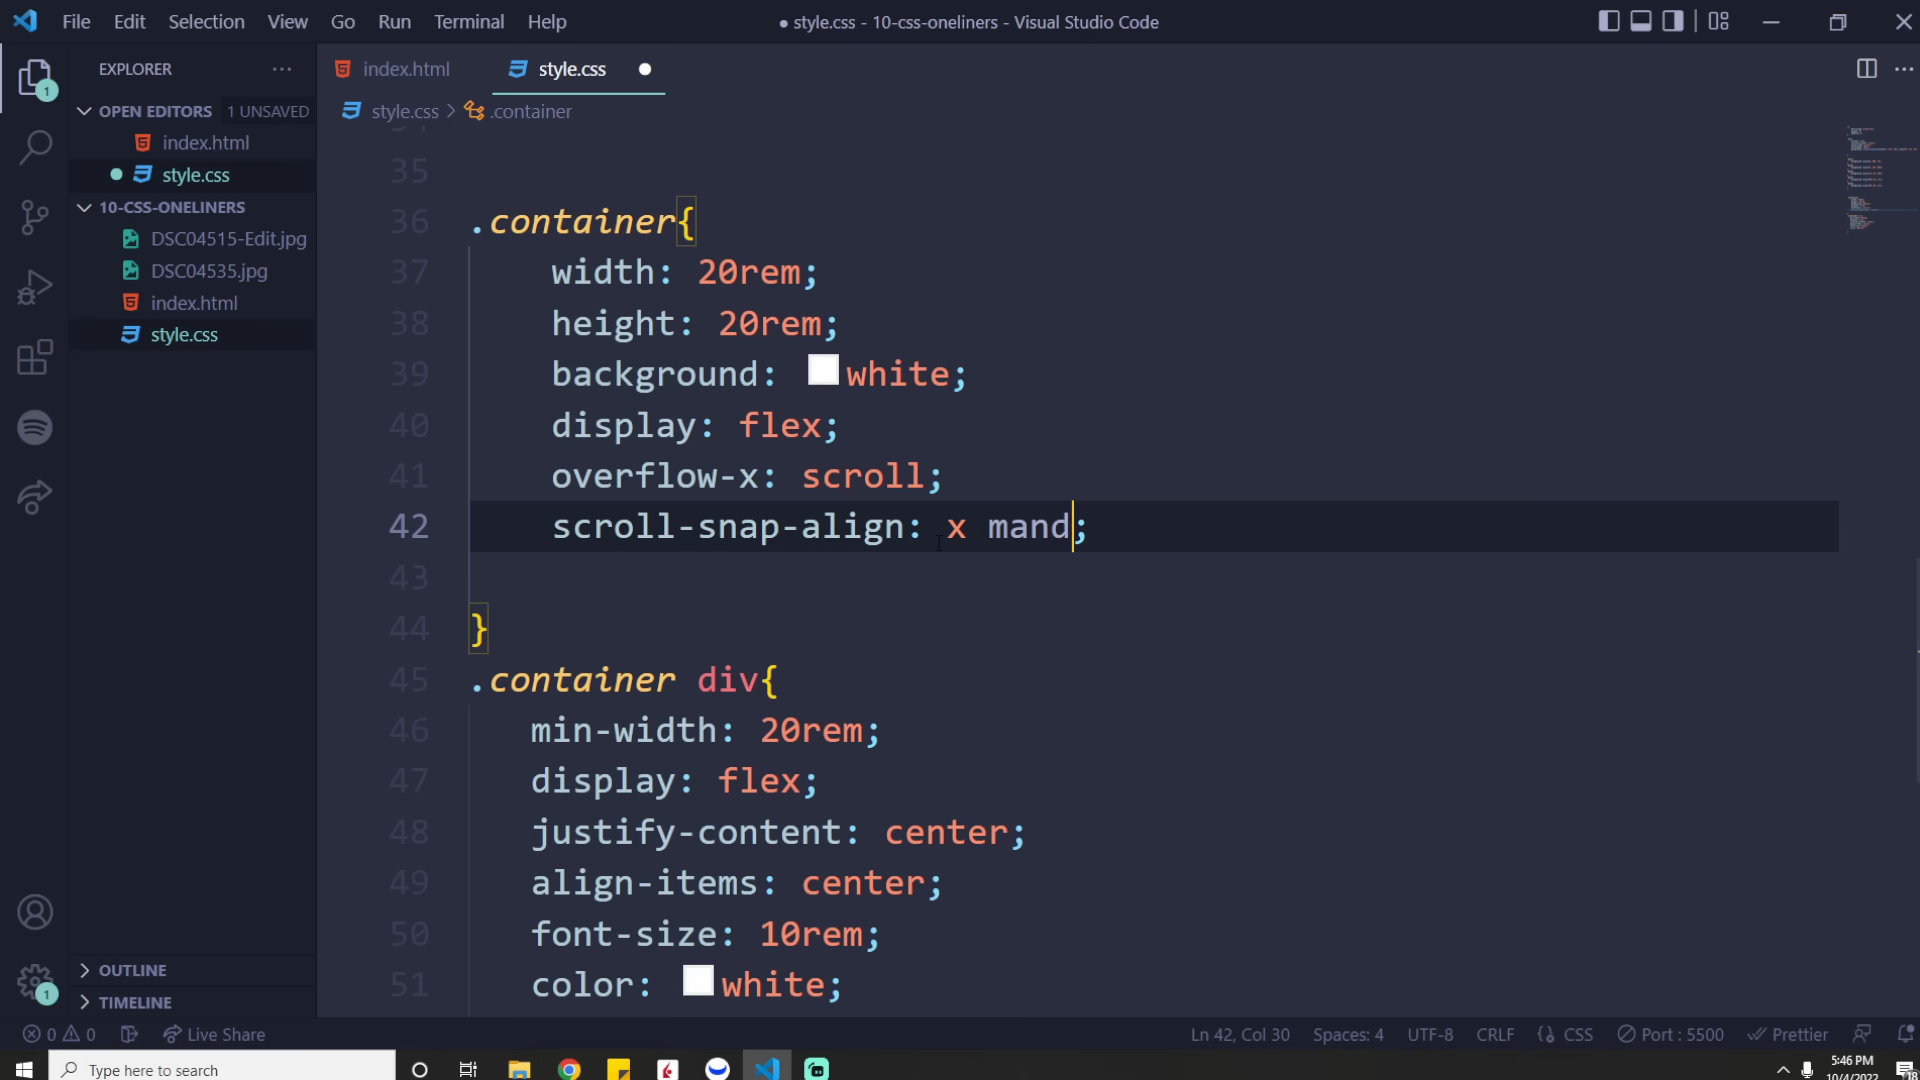 File Edit Selection View Go Run Terminal Help
● style.css - 10-css-oneliners - Visual Studio Code
EXPLORER
1
OPEN EDITORS 1 UNSAVED
index.html
style.css
10-CSS-ONELINERS
DSC04515-Edit.jpg
DSC04535.jpg
index.html
style.css
OUTLINE
TIMELINE
1
index.html
style.css
style.css > .container
35
36 .container{
37 width: 20rem;
38 height: 20rem;
39 background: white;
40 display: flex;
41 overflow-x: scroll;
42 scroll-snap-align: x mand;
43
44 }
45 .container div{
46 min-width: 20rem;
47 display: flex;
48 justify-content: center;
49 align-items: center;
50 font-size: 10rem;
51 color: white;
0 0 Live Share
Ln 42, Col 30 Spaces: 4 UTF-8 CRLF CSS Port : 5500 Prettier
Type here to search
5:46 PM
10/4/2022
18